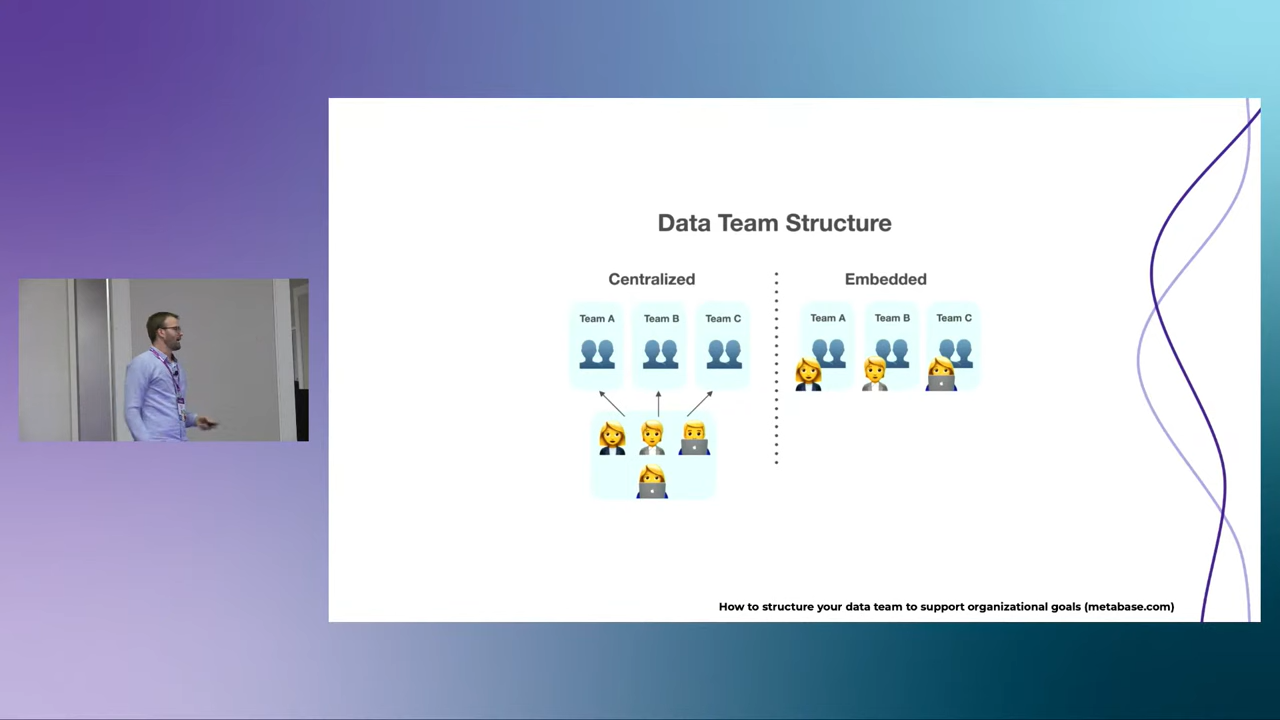 Data Team Structure
Centralized
Embedded
Team A
Team B
Team C
Team A
Team B
Team C
How to structure your data team to support organizational goals (metabase.com)